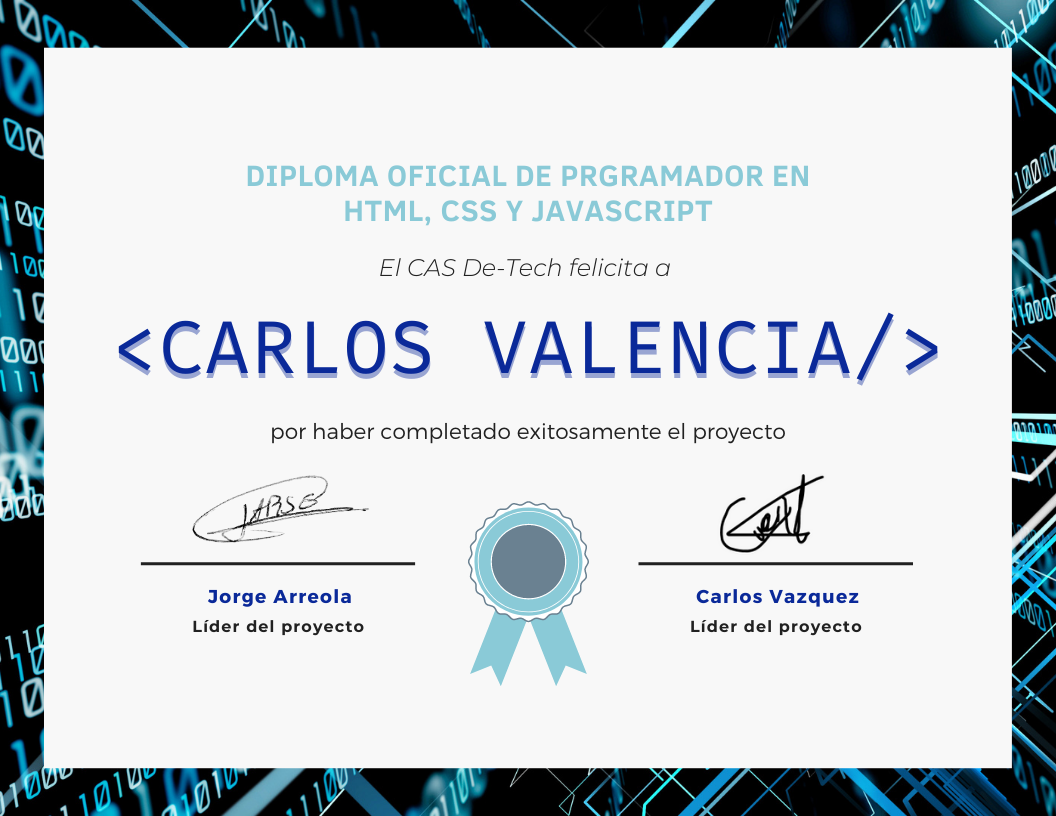 DIPLOMA OFICIAL DE PRGRAMADOR EN
HTML, CSS Y JAVASCRIPT
El CAS De-Tech felicita a
<CARLOS VALENCIA/>
por haber completado exitosamente el proyecto
Jorge Arreola
Líder del proyecto
Carlos Vazquez
Líder del proyecto